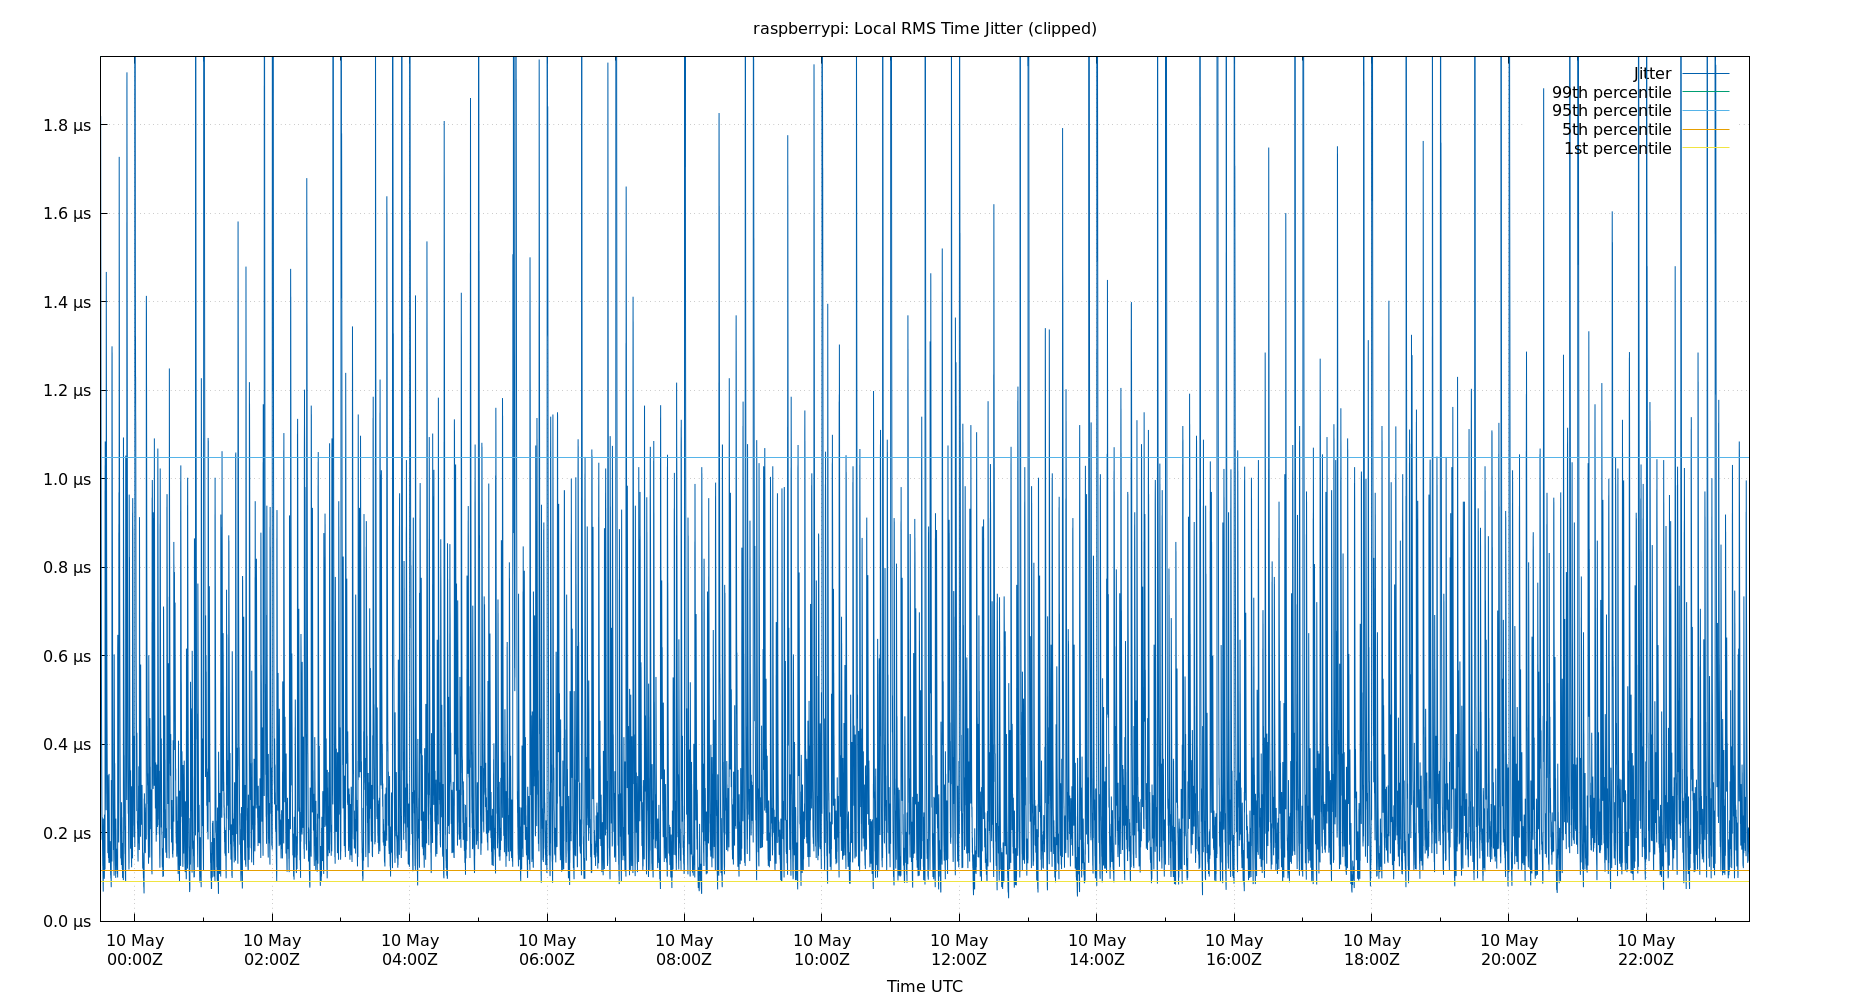 raspberrypi: Local RMS Time Jitter (clipped)
Jitter
99th percentile
95th percentile
5th percentile
1st percentile
1.8 µs
1.6 µs
1.4 µs
1.2 µs
1.0 µs
0.8 µs
0.6 µs
0.4 µs
0.2 µs
0.0 µs
10 May 10 May 10 May 10 May 10 May 10 May 10 May 10 May 10 May 10 May 10 May 10 May
00:00Z 02:00Z 04:00Z 06:00Z 08:00Z 10:00Z 12:00Z 14:00Z 16:00Z 18:00Z 20:00Z 22:00Z
Time UTC